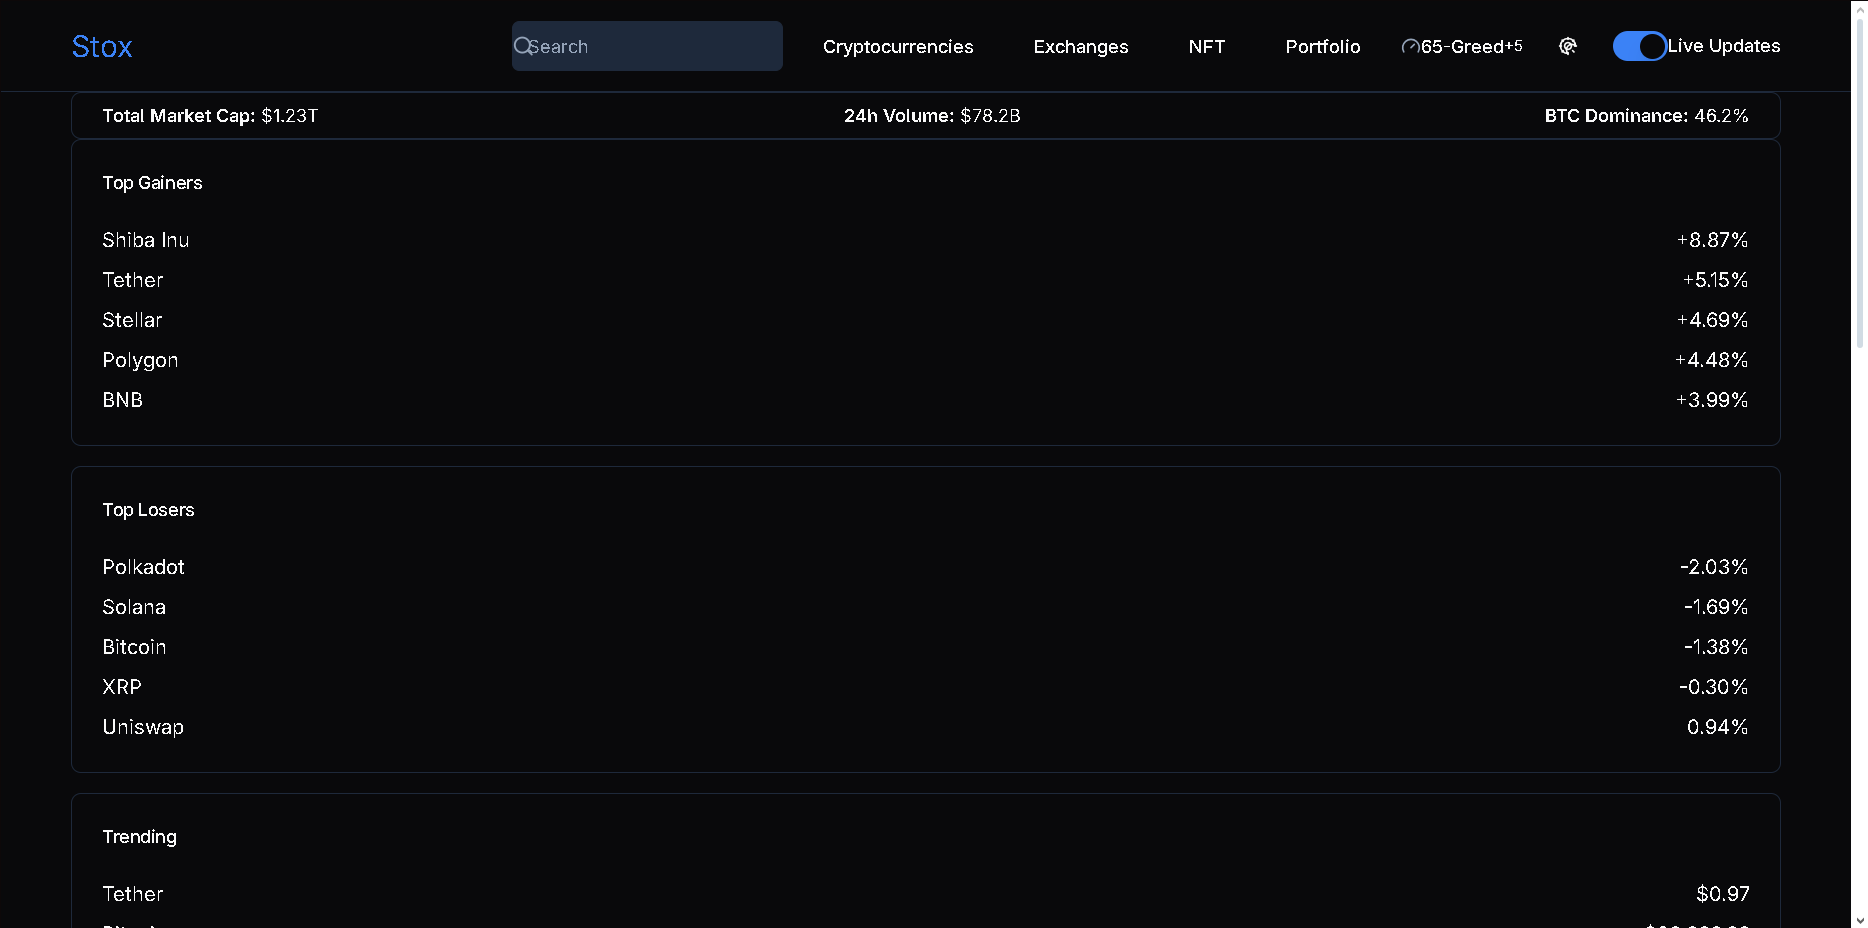 Stox
Search
Cryptocurrencies
Exchanges
NFT
Portfolio
65-Greed+5
Live Updates
Total Market Cap: $1.23T
24h Volume: $78.2B
BTC Dominance: 46.2%
Top Gainers
Shiba Inu +8.87%
Tether +5.15%
Stellar +4.69%
Polygon +4.48%
BNB +3.99%
Top Losers
Polkadot -2.03%
Solana -1.69%
Bitcoin -1.38%
XRP -0.30%
Uniswap 0.94%
Trending
Tether $0.97